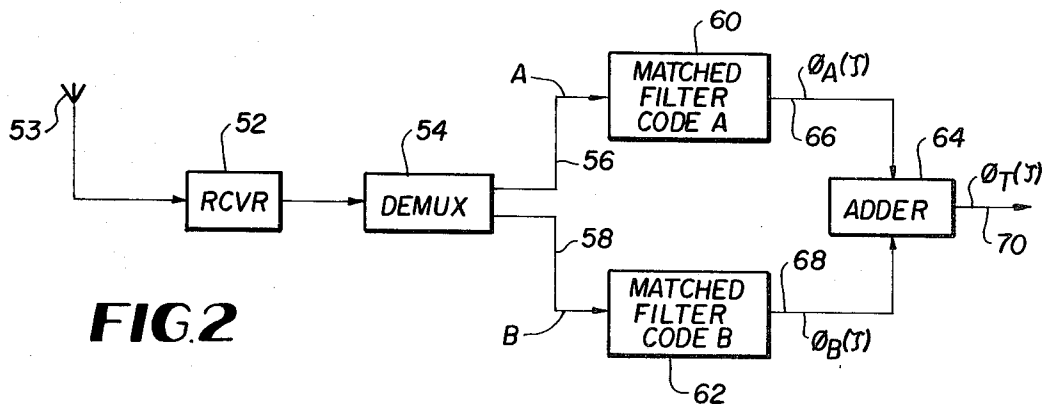 53
52
RCVR
54
DEMUX
A
56
58
B
60
MATCHED
FILTER
CODE A
ØA(τ)
66
64
ADDER
ØT(τ)
70
MATCHED
FILTER
CODE B
62
68
ØB(τ)
FIG.2